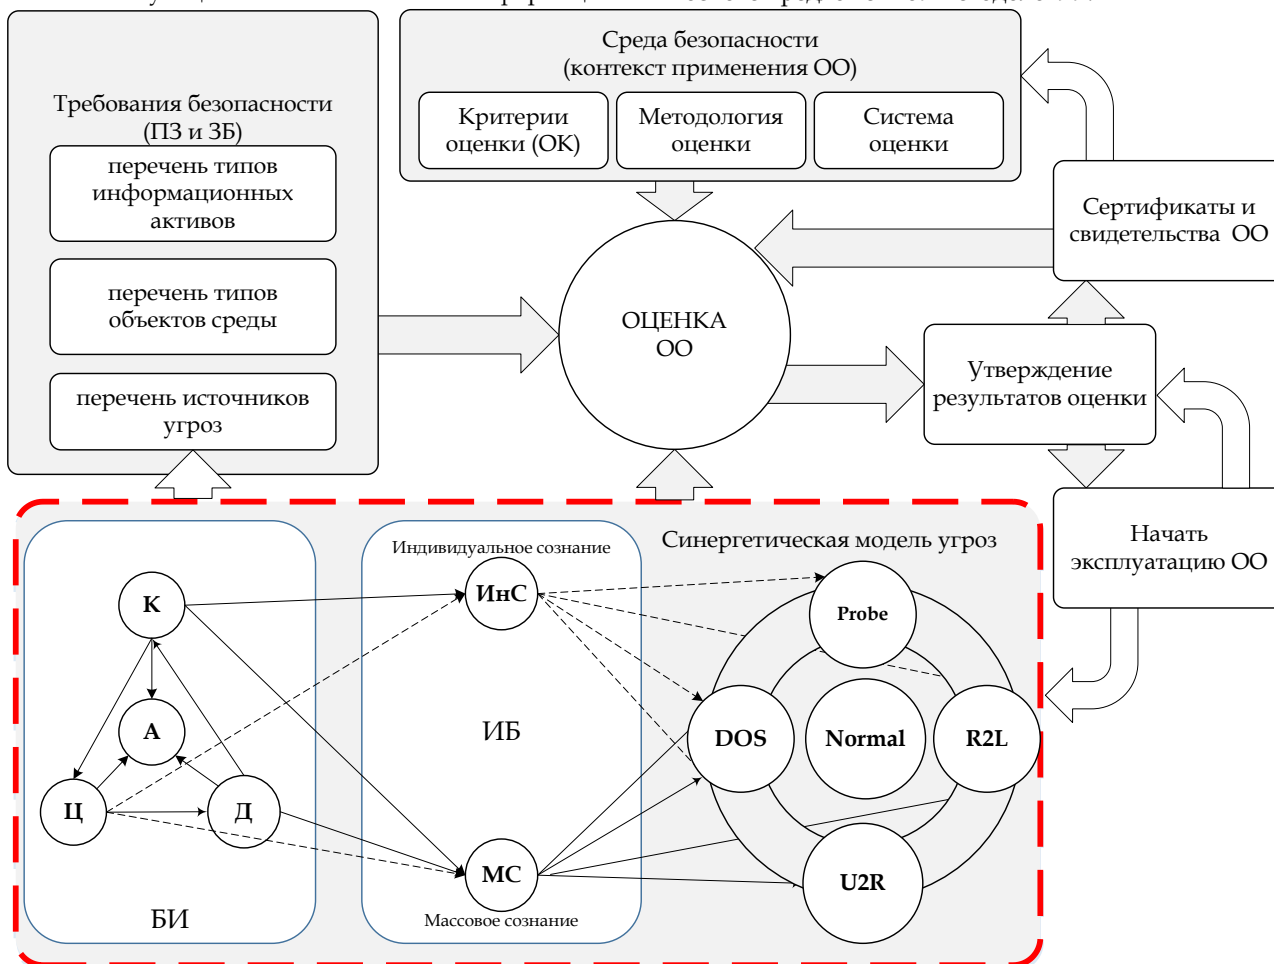 Среда безопасности
(контекст применения ОО)
Критерии
оценки (ОК)
Методология
оценки
Система
оценки
Требования безопасности
(ПЗ и ЗБ)
перечень типов
информационных
активов
перечень типов
объектов среды
перечень источников
угроз
ОЦЕНКА
ОО
Сертификаты и
свидетельства ОО
Утверждение
результатов оценки
Начать
эксплуатацию ОО
Индивидуальное сознание
Синергетическая модель угроз
К
А
Ц
Д
БИ
ИнС
ИБ
МС
Массовое сознание
Probe
DOS
Normal
R2L
U2R